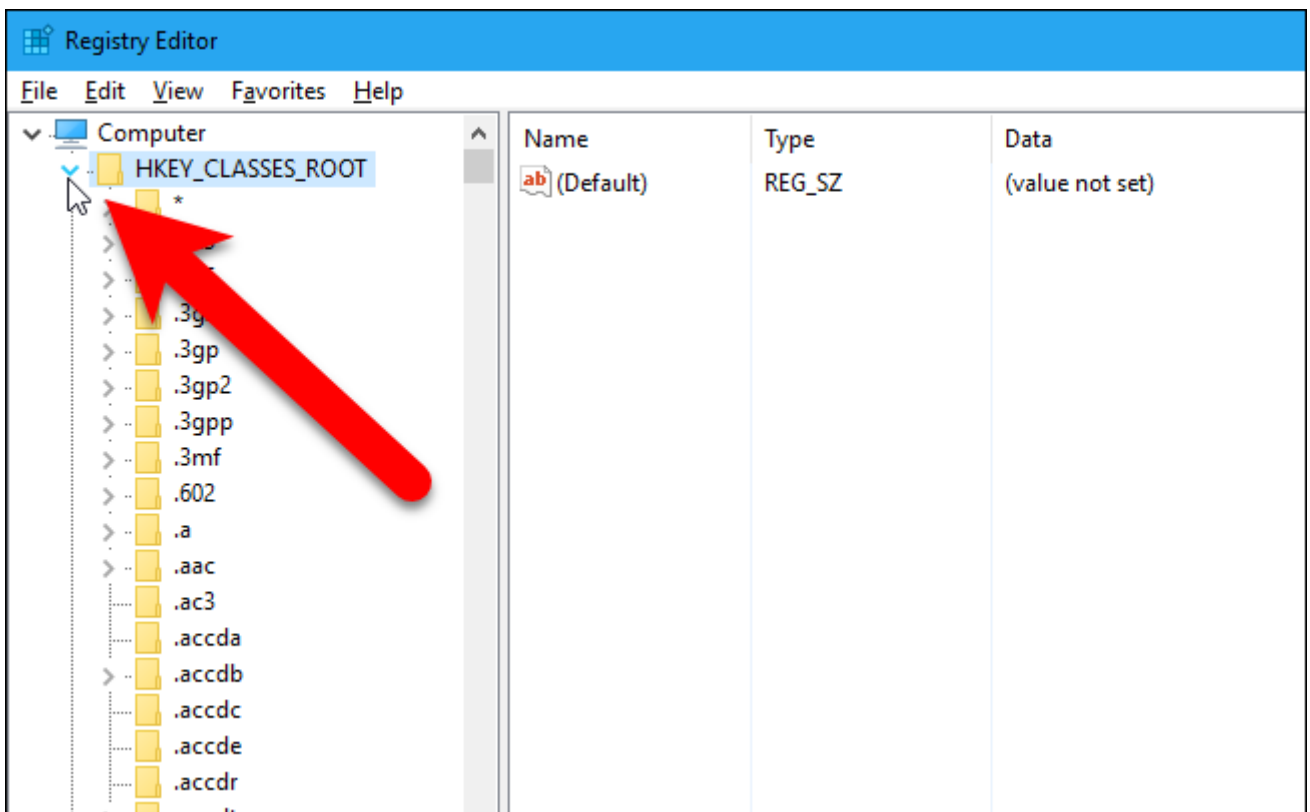 Registry Editor
File Edit View Favorites Help
Computer
HKEY_CLASSES_ROOT
*
.3gp
.3gp2
.3gpp
.3mf
.602
.a
.aac
.ac3
.accda
.accdb
.accdc
.accde
.accdr
Name Type Data
ab (Default) REG_SZ (value not set)